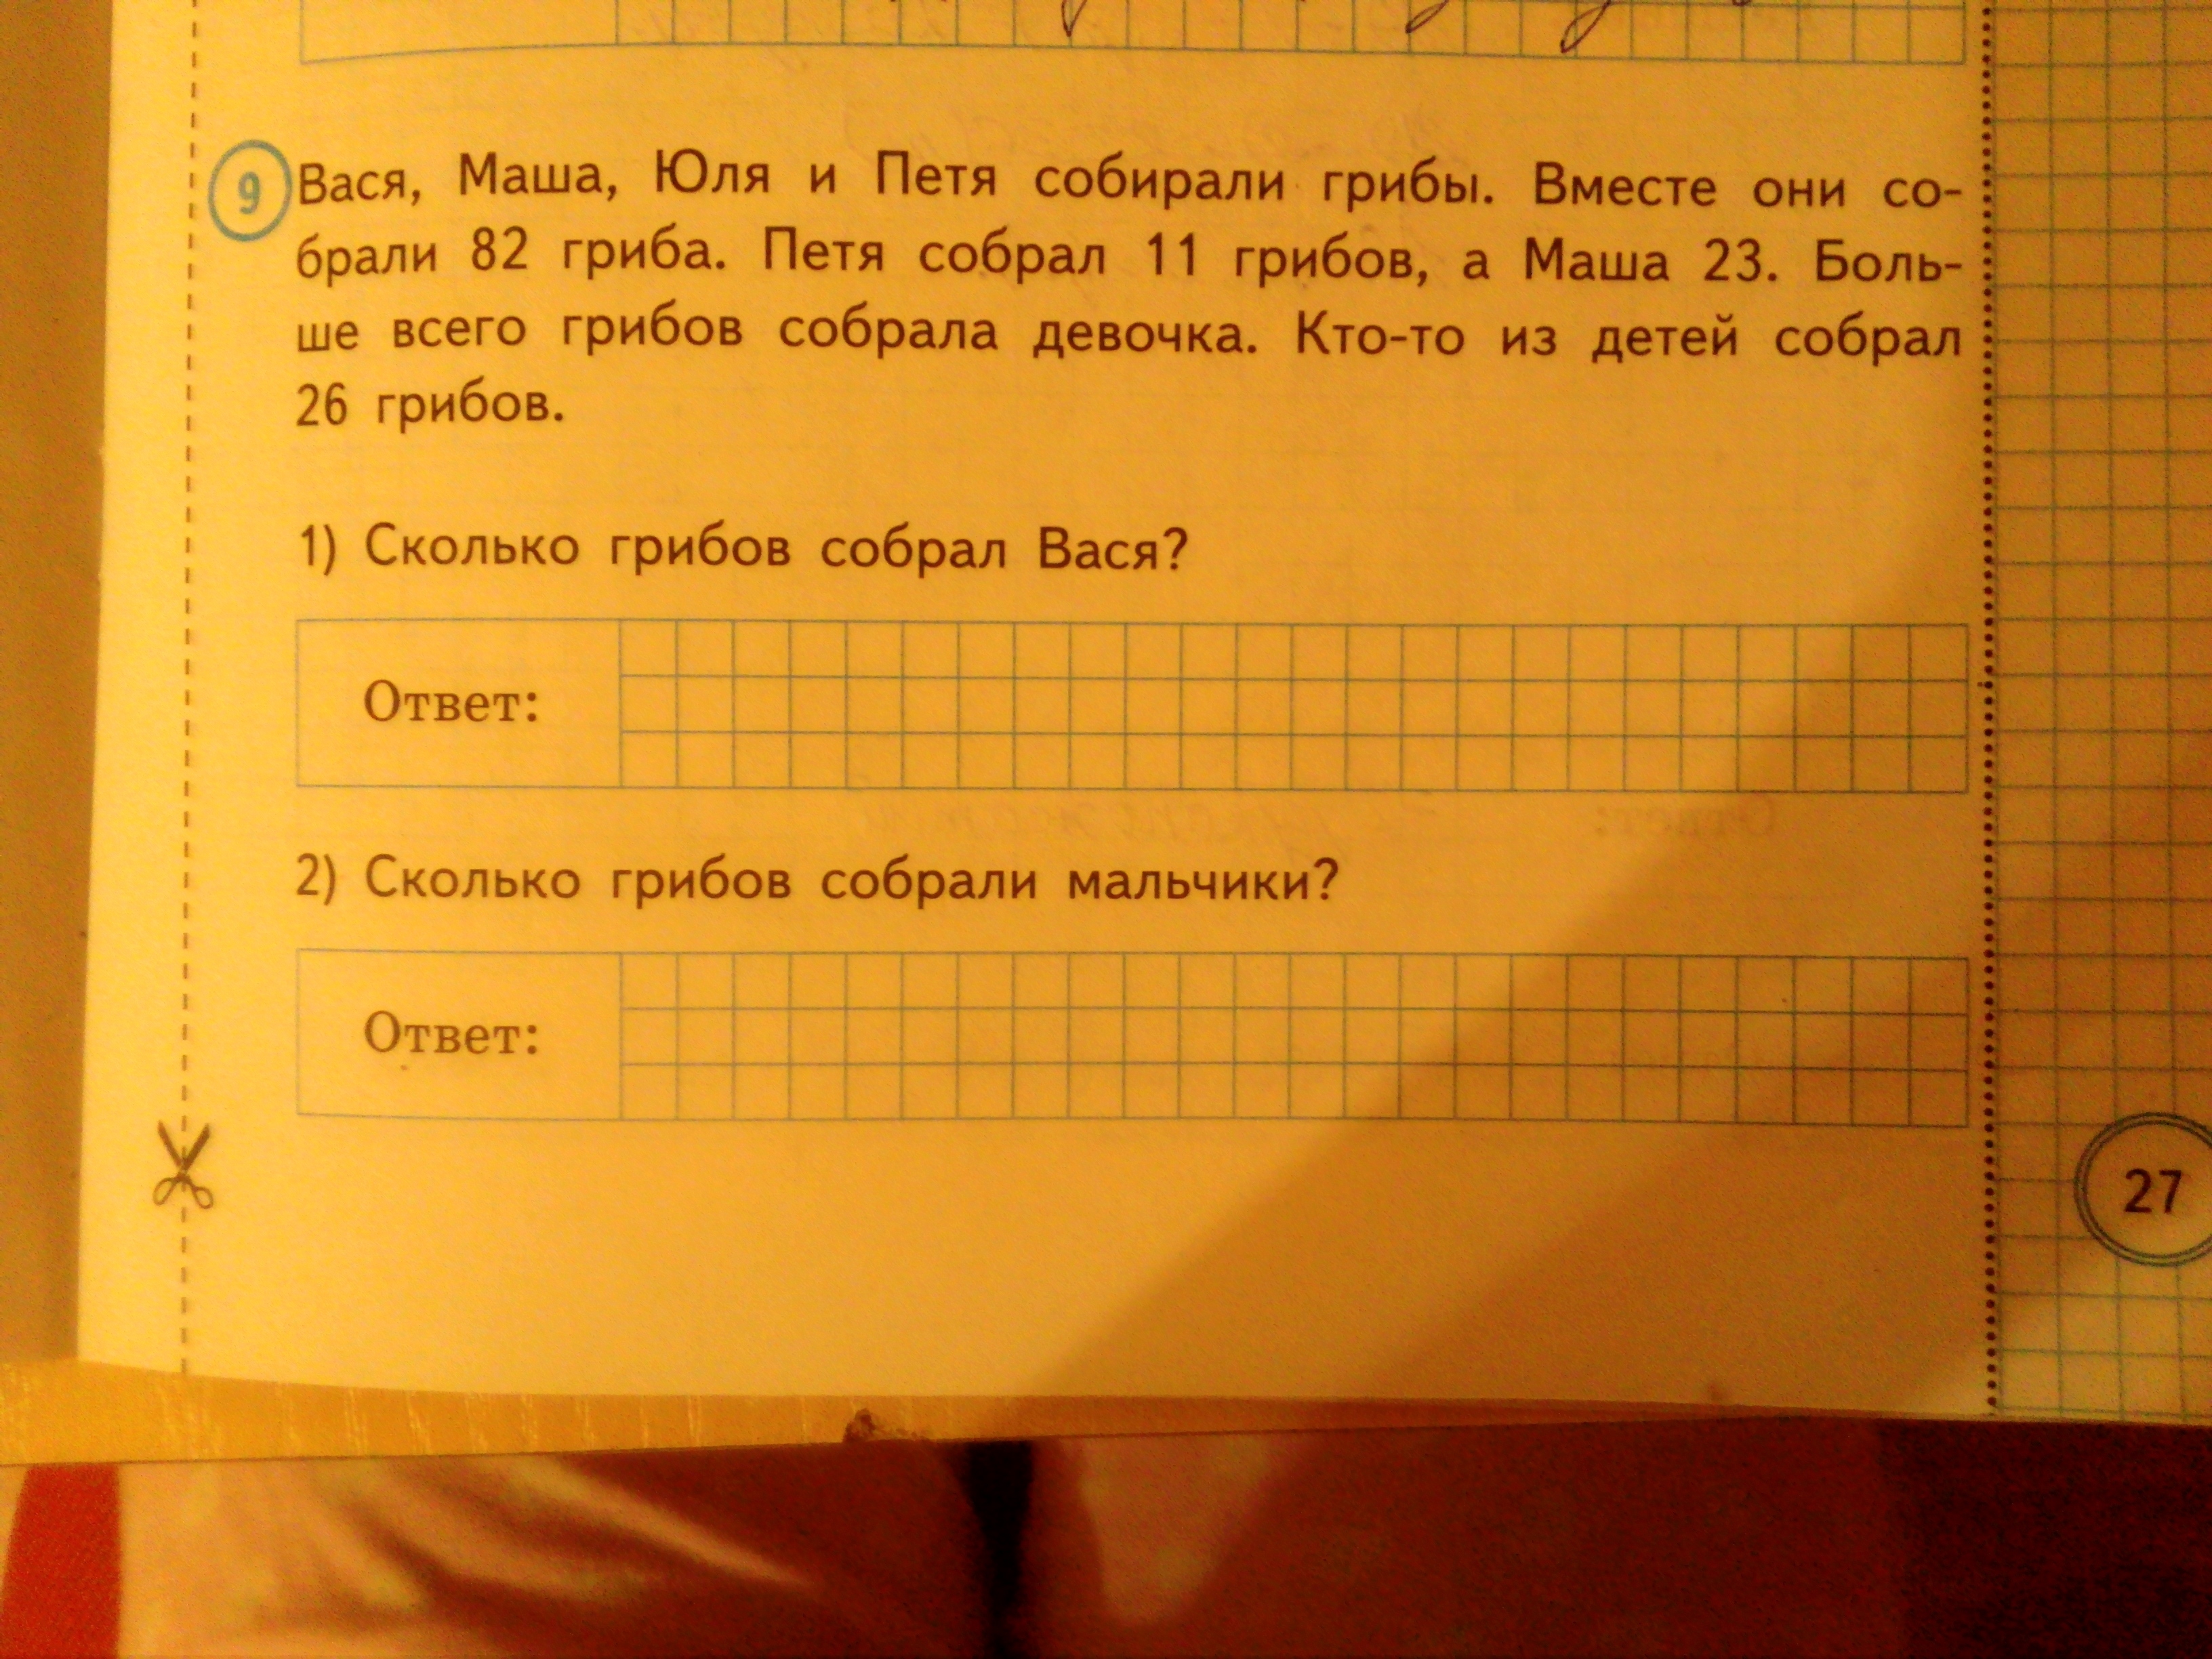 9 Вася, Маша, Юля и Петя собирали грибы. Вместе они со-
брали 82 гриба. Петя собрал 11 грибов, а Маша 23. Боль-
ше всего грибов собрала девочка. Кто-то из детей собрал
26 грибов.
1) Сколько грибов собрал Вася?
Ответ:
2) Сколько грибов собрали мальчики?
Ответ:
27